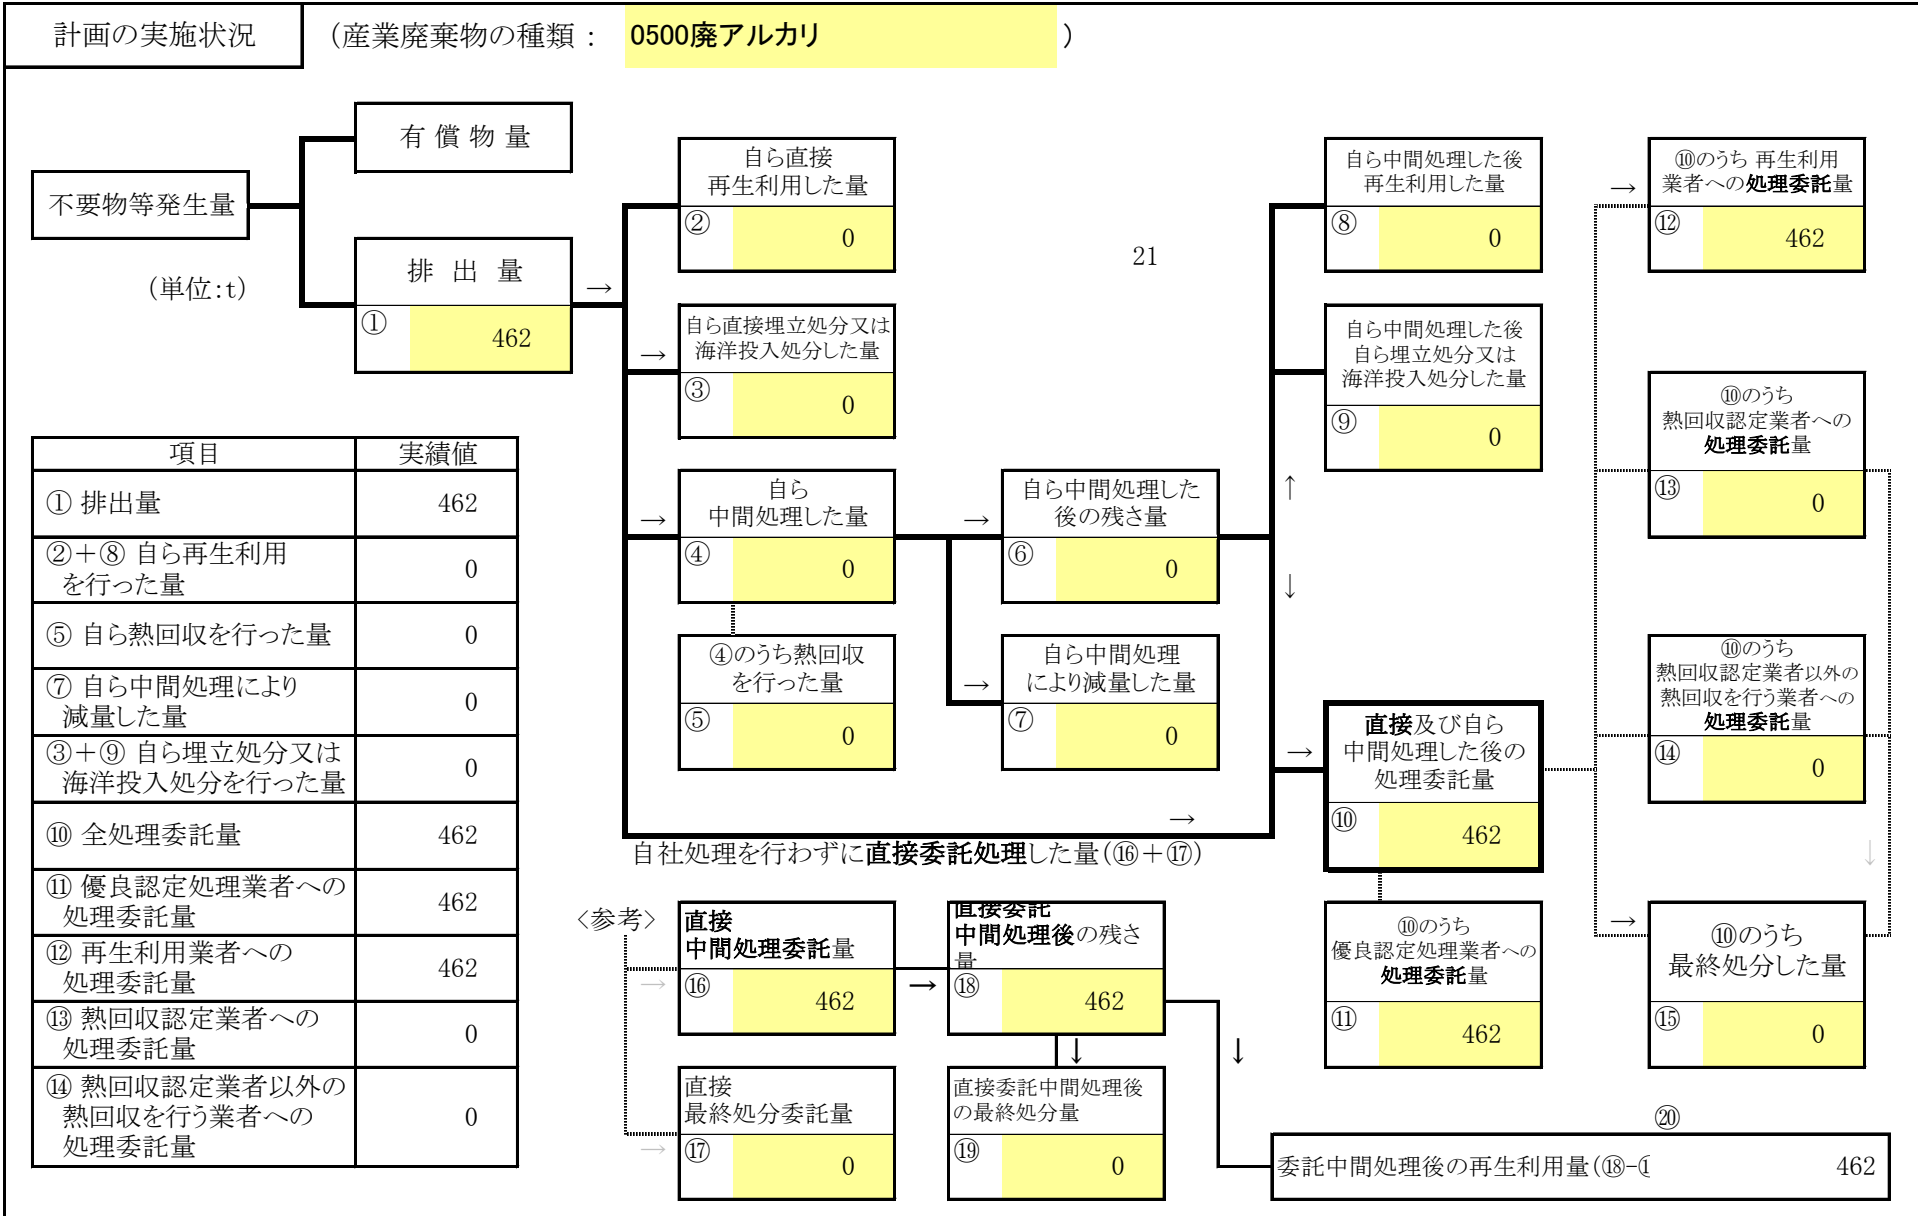 計画の実施状況
（産業廃棄物の種類： 0500廃アルカリ ）
不要物等発生量
（単位:t）
有 償 物 量
排 出 量
① 462
→
自ら直接
再生利用した量
② 0
→
自ら直接埋立処分又は
海洋投入処分した量
③ 0
→
自ら
中間処理した量
④ 0
④のうち熱回収
を行った量
⑤ 0
→
自ら中間処理した
後の残さ量
⑥ 0
→
自ら中間処理
により減量した量
⑦ 0
21
自ら中間処理した後
再生利用した量
⑧ 0
自ら中間処理した後
自ら埋立処分又は
海洋投入処分した量
⑨ 0
↑
↓
→
直接及び自ら
中間処理した後の
処理委託量
⑩ 462
⑩のうち
優良認定処理業者への
処理委託量
⑪ 462
→
⑩のうち 再生利用
業者への処理委託量
⑫ 462
⑩のうち
熱回収認定業者への
処理委託量
⑬ 0
⑩のうち
熱回収認定業者以外の
熱回収を行う業者への
処理委託量
⑭ 0
↓
→
⑩のうち
最終処分した量
⑮ 0
→
自社処理を行わずに直接委託処理した量（⑯＋⑰）
〈参考〉
→
直接
中間処理委託量
⑯ 462
→
直接委託
中間処理後の残さ
量
⑱ 462
↓
↓
→
直接
最終処分委託量
⑰ 0
直接委託中間処理後
の最終処分量
⑲ 0
⑳
委託中間処理後の再生利用量（⑱-
462
項目 実績値
① 排出量 462
②＋⑧ 自ら再生利用
を行った量 0
⑤ 自ら熱回収を行った量 0
⑦ 自ら中間処理により
減量した量 0
③＋⑨ 自ら埋立処分又は
海洋投入処分を行った量 0
⑩ 全処理委託量 462
⑪ 優良認定処理業者への
処理委託量 462
⑫ 再生利用業者への
処理委託量 462
⑬ 熱回収認定業者への
処理委託量 0
⑭ 熱回収認定業者以外の
熱回収を行う業者への
処理委託量 0